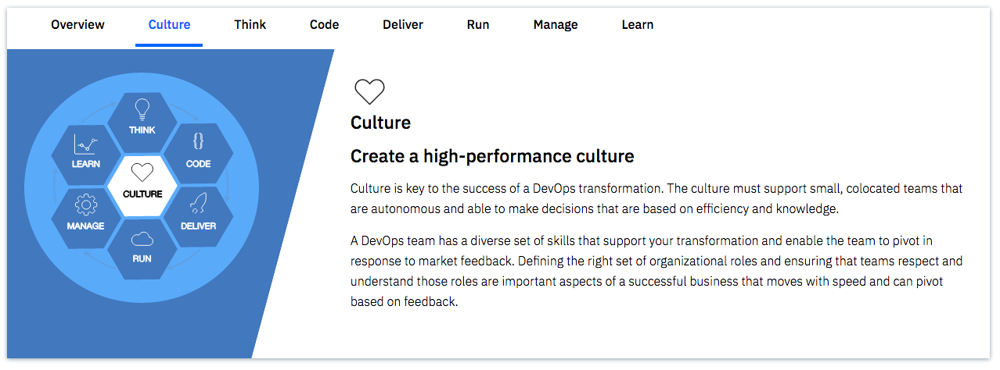 Overview Culture Think Code Deliver Run Manage Learn
THINK
LEARN
CODE
CULTURE
MANAGE
DELIVER
RUN
Culture
Create a high-performance culture
Culture is key to the success of a DevOps transformation. The culture must support small, colocated teams that
are autonomous and able to make decisions that are based on efficiency and knowledge.
A DevOps team has a diverse set of skills that support your transformation and enable the team to pivot in
response to market feedback. Defining the right set of organizational roles and ensuring that teams respect and
understand those roles are important aspects of a successful business that moves with speed and can pivot
based on feedback.